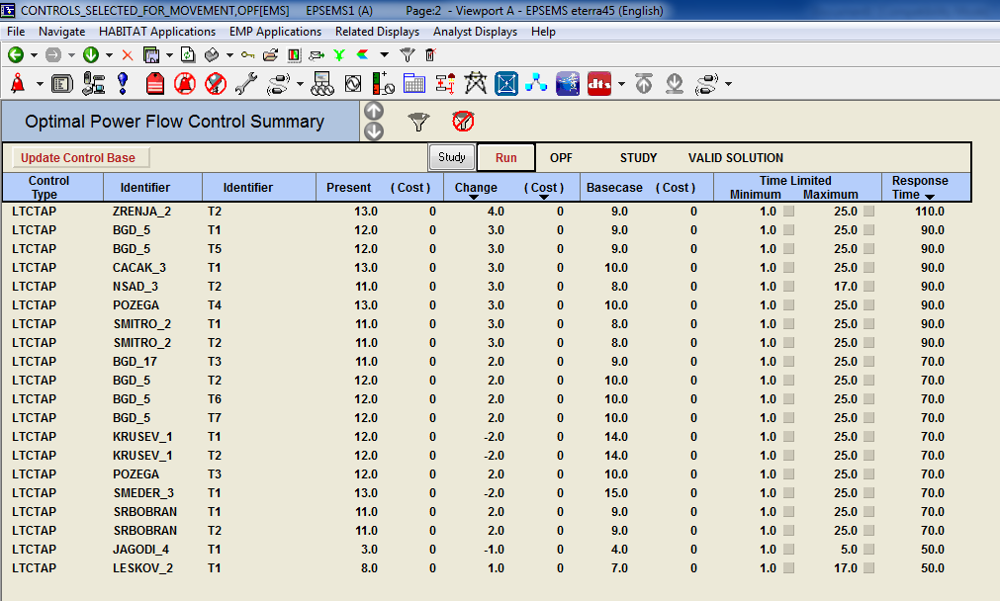 CONTROLS_SELECTED_FOR_MOVEMENT,OPF[EMS] EPSEMS1 (A) Page:2 - Viewport A - EPSEMS eterra45 (English)
File Navigate HABITAT Applications EMP Applications Related Displays Analyst Displays Help
dts
Optimal Power Flow Control Summary
Update Control Base Study Run OPF STUDY VALID SOLUTION
Control Type Identifier Identifier Present ( Cost ) Change ( Cost ) Basecase ( Cost ) Time Limited Minimum Maximum Response Time
LTCTAP ZRENJA_2 T2 13.0 0 4.0 0 9.0 0 1.0 25.0 110.0
LTCTAP BGD_5 T1 12.0 0 3.0 0 9.0 0 1.0 25.0 90.0
LTCTAP BGD_5 T5 12.0 0 3.0 0 9.0 0 1.0 25.0 90.0
LTCTAP CACAK_3 T1 13.0 0 3.0 0 10.0 0 1.0 25.0 90.0
LTCTAP NSAD_3 T2 11.0 0 3.0 0 8.0 0 1.0 17.0 90.0
LTCTAP POZEGA T4 13.0 0 3.0 0 10.0 0 1.0 25.0 90.0
LTCTAP SMITRO_2 T1 11.0 0 3.0 0 8.0 0 1.0 25.0 90.0
LTCTAP SMITRO_2 T2 11.0 0 3.0 0 8.0 0 1.0 25.0 90.0
LTCTAP BGD_17 T3 11.0 0 2.0 0 9.0 0 1.0 25.0 70.0
LTCTAP BGD_5 T2 12.0 0 2.0 0 10.0 0 1.0 25.0 70.0
LTCTAP BGD_5 T6 12.0 0 2.0 0 10.0 0 1.0 25.0 70.0
LTCTAP BGD_5 T7 12.0 0 2.0 0 10.0 0 1.0 25.0 70.0
LTCTAP KRUSEV_1 T1 12.0 0 -2.0 0 14.0 0 1.0 25.0 70.0
LTCTAP KRUSEV_1 T2 12.0 0 -2.0 0 14.0 0 1.0 25.0 70.0
LTCTAP POZEGA T3 12.0 0 2.0 0 10.0 0 1.0 25.0 70.0
LTCTAP SMEDER_3 T1 13.0 0 -2.0 0 15.0 0 1.0 25.0 70.0
LTCTAP SRBOBRAN T1 11.0 0 2.0 0 9.0 0 1.0 25.0 70.0
LTCTAP SRBOBRAN T2 11.0 0 2.0 0 9.0 0 1.0 25.0 70.0
LTCTAP JAGODI_4 T1 3.0 0 -1.0 0 4.0 0 1.0 5.0 50.0
LTCTAP LESKOV_2 T1 8.0 0 1.0 0 7.0 0 1.0 17.0 50.0